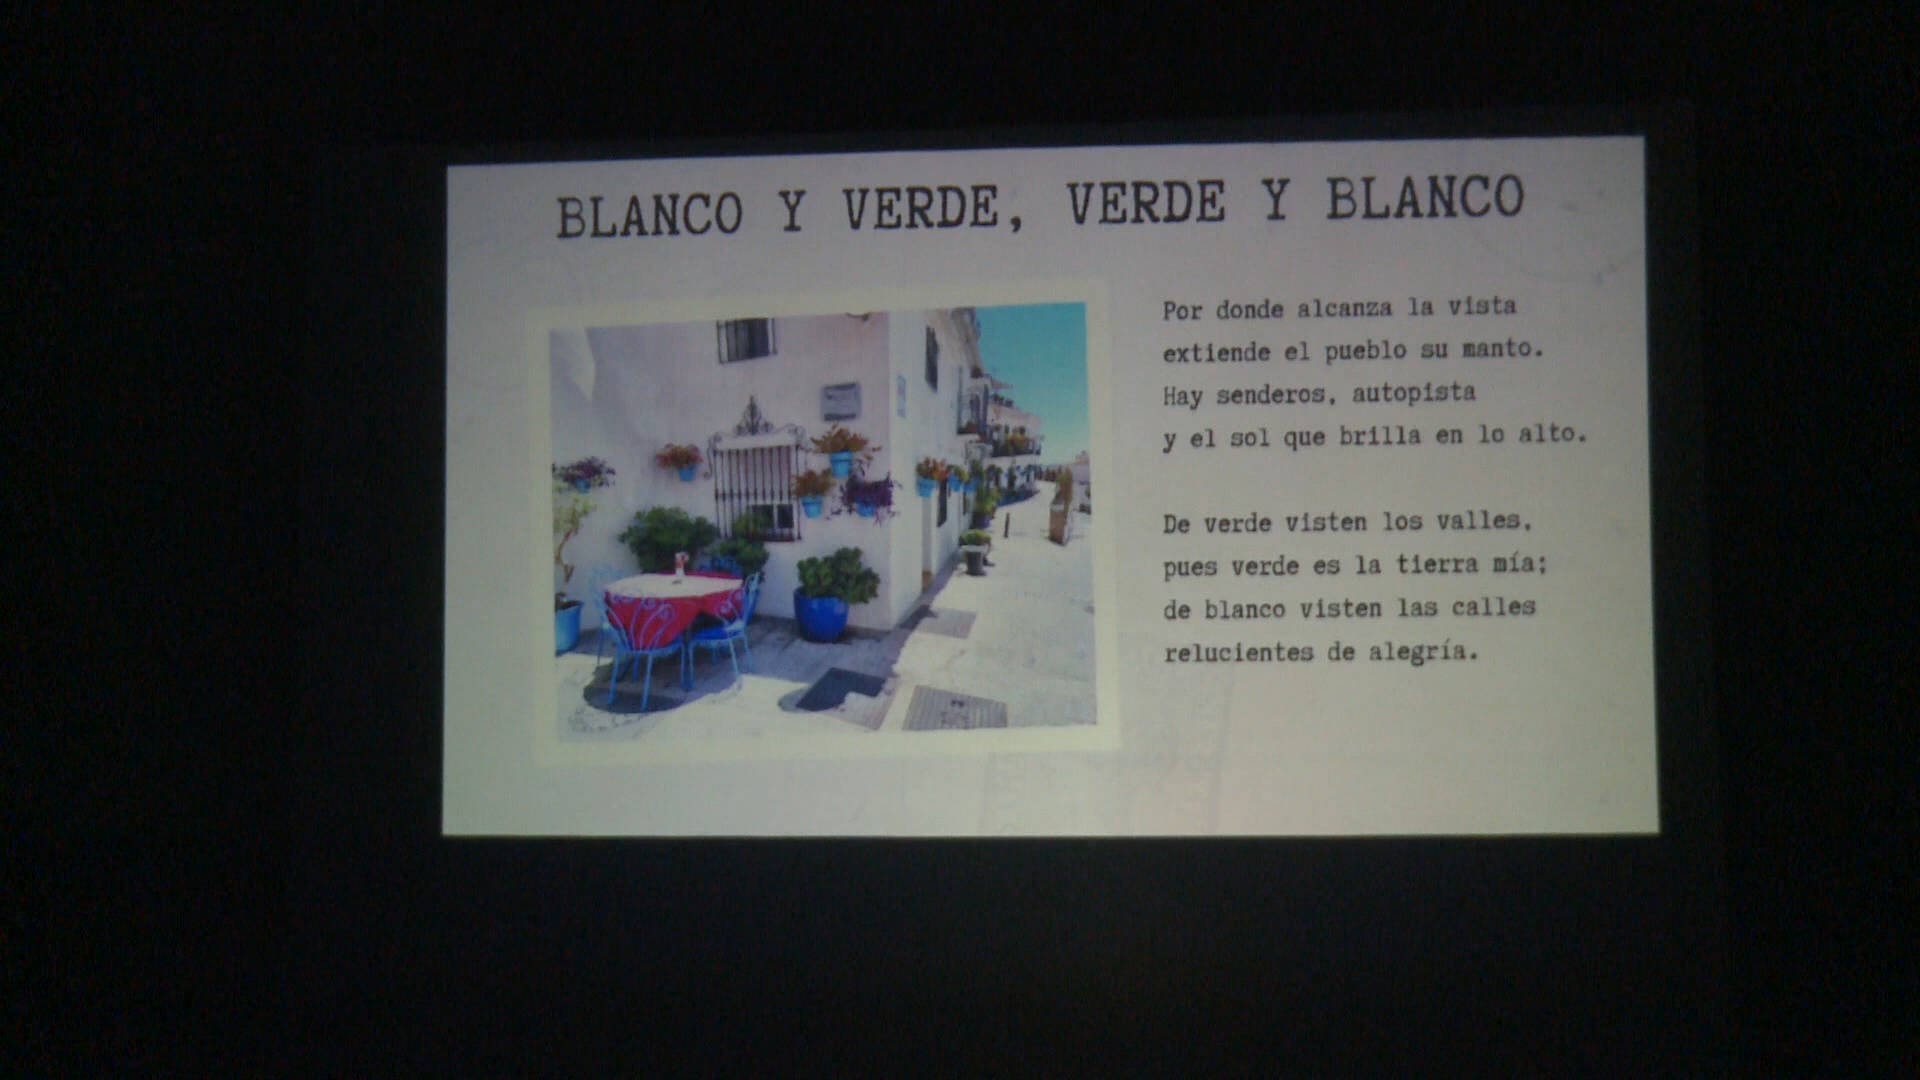 BLANCO Y VERDE, VERDE Y BLANCO
Por donde alcanza la vista
extiende el pueblo su manto.
Hay senderos, autopista
y el sol que brilla en lo alto.
De verde visten los valles,
pues verde es la tierra mía;
de blanco visten las calles
relucientes de alegría.